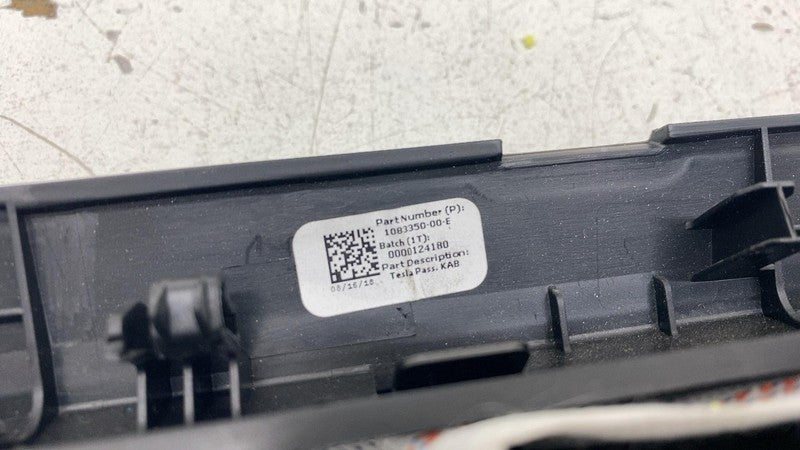 Part Number (P):
1083350-00-E
Batch (1T):
0000124180
Part Description:
Tesla Pass. KAB
08/16/18